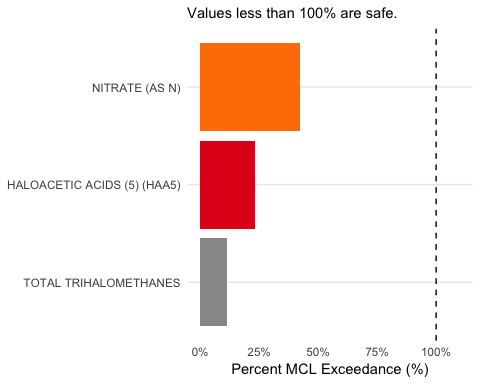 Values less than 100% are safe.
NITRATE (AS N)
HALOACETIC ACIDS (5) (HAA5)
TOTAL TRIHALOMETHANES
0% 25% 50% 75% 100%
Percent MCL Exceedance (%)